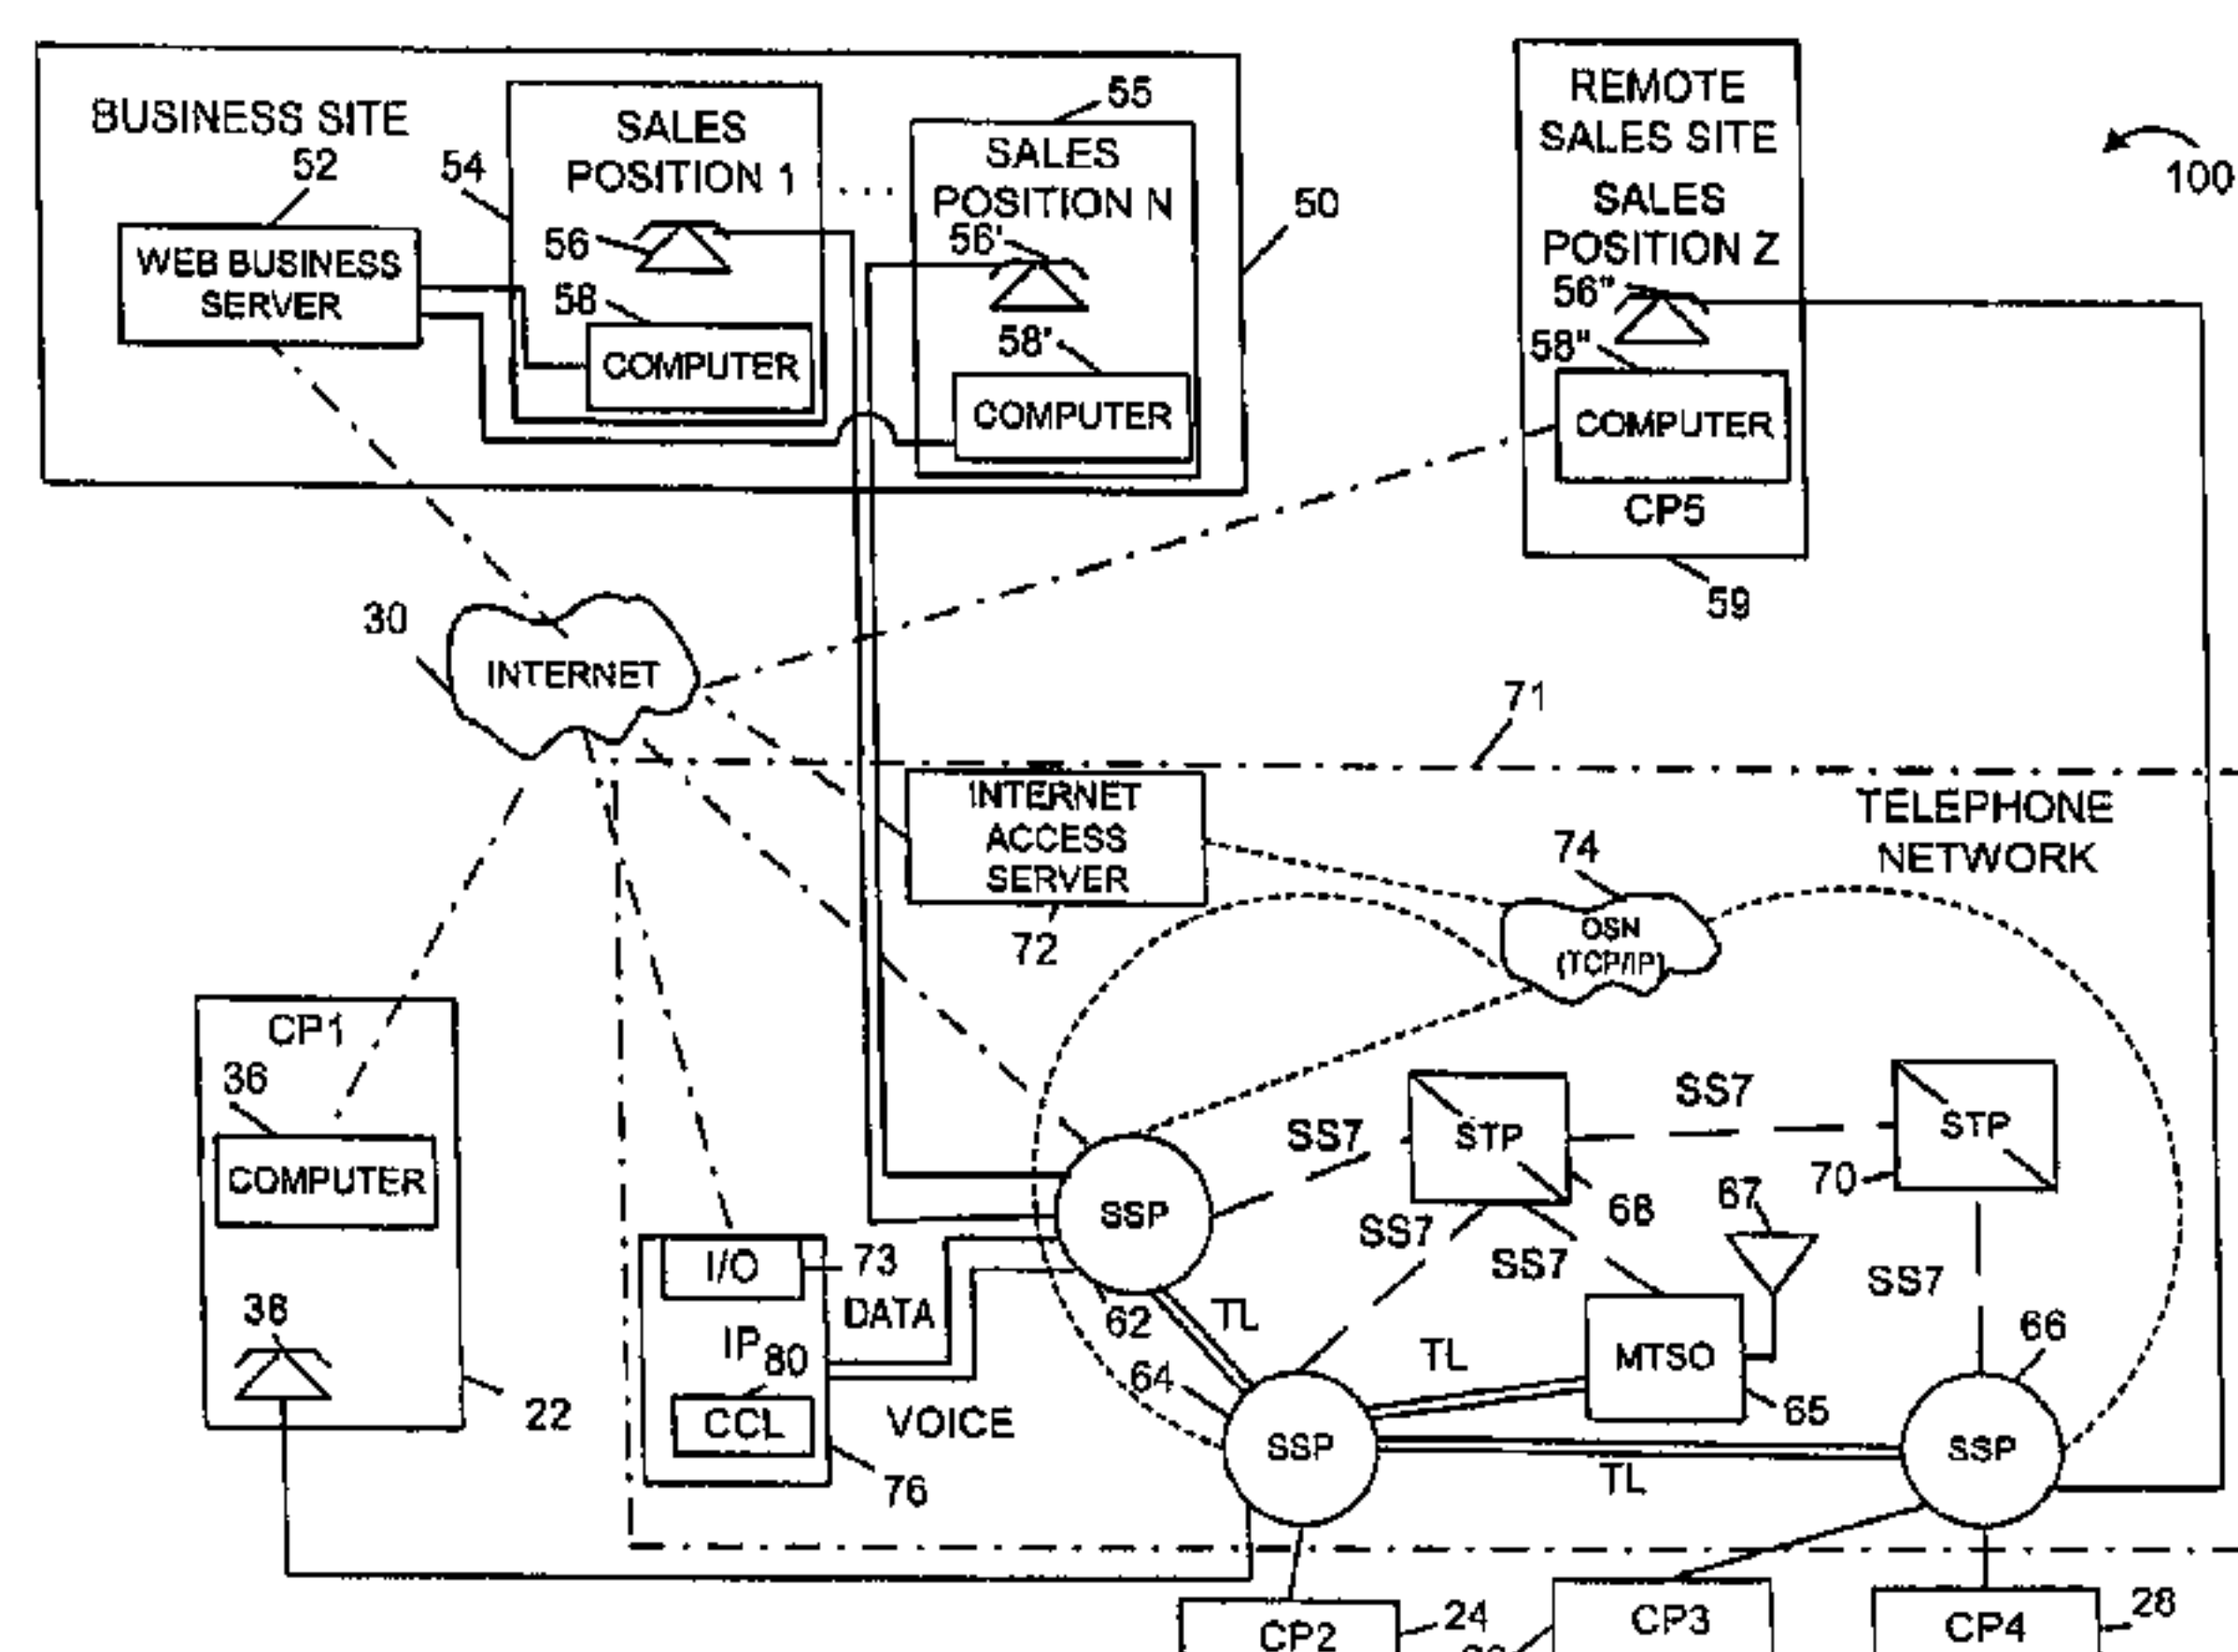 BUSINESS SITE
52
WEB BUSINESS
SERVER
54
SALES
POSITION 1
56
58
COMPUTER
. . . .
55
SALES
POSITION N
56'
58'
COMPUTER
50
REMOTE
SALES SITE
SALES
POSITION Z
56"
58"
COMPUTER
CP5
59
100
30
INTERNET
71
TELEPHONE
NETWORK
INTERNET
ACCESS
SERVER
72
74
OSN
(TCP/IP)
CP1
36
COMPUTER
38
22
I/O
73
DATA
IP
80
CCL
VOICE
76
SSP
62
SS7
STP
68
SS7
STP
70
SS7
SS7
67
SS7
TL
64
SSP
TL
MTSO
65
66
SSP
TL
CP2
24
CP3
CP4
28